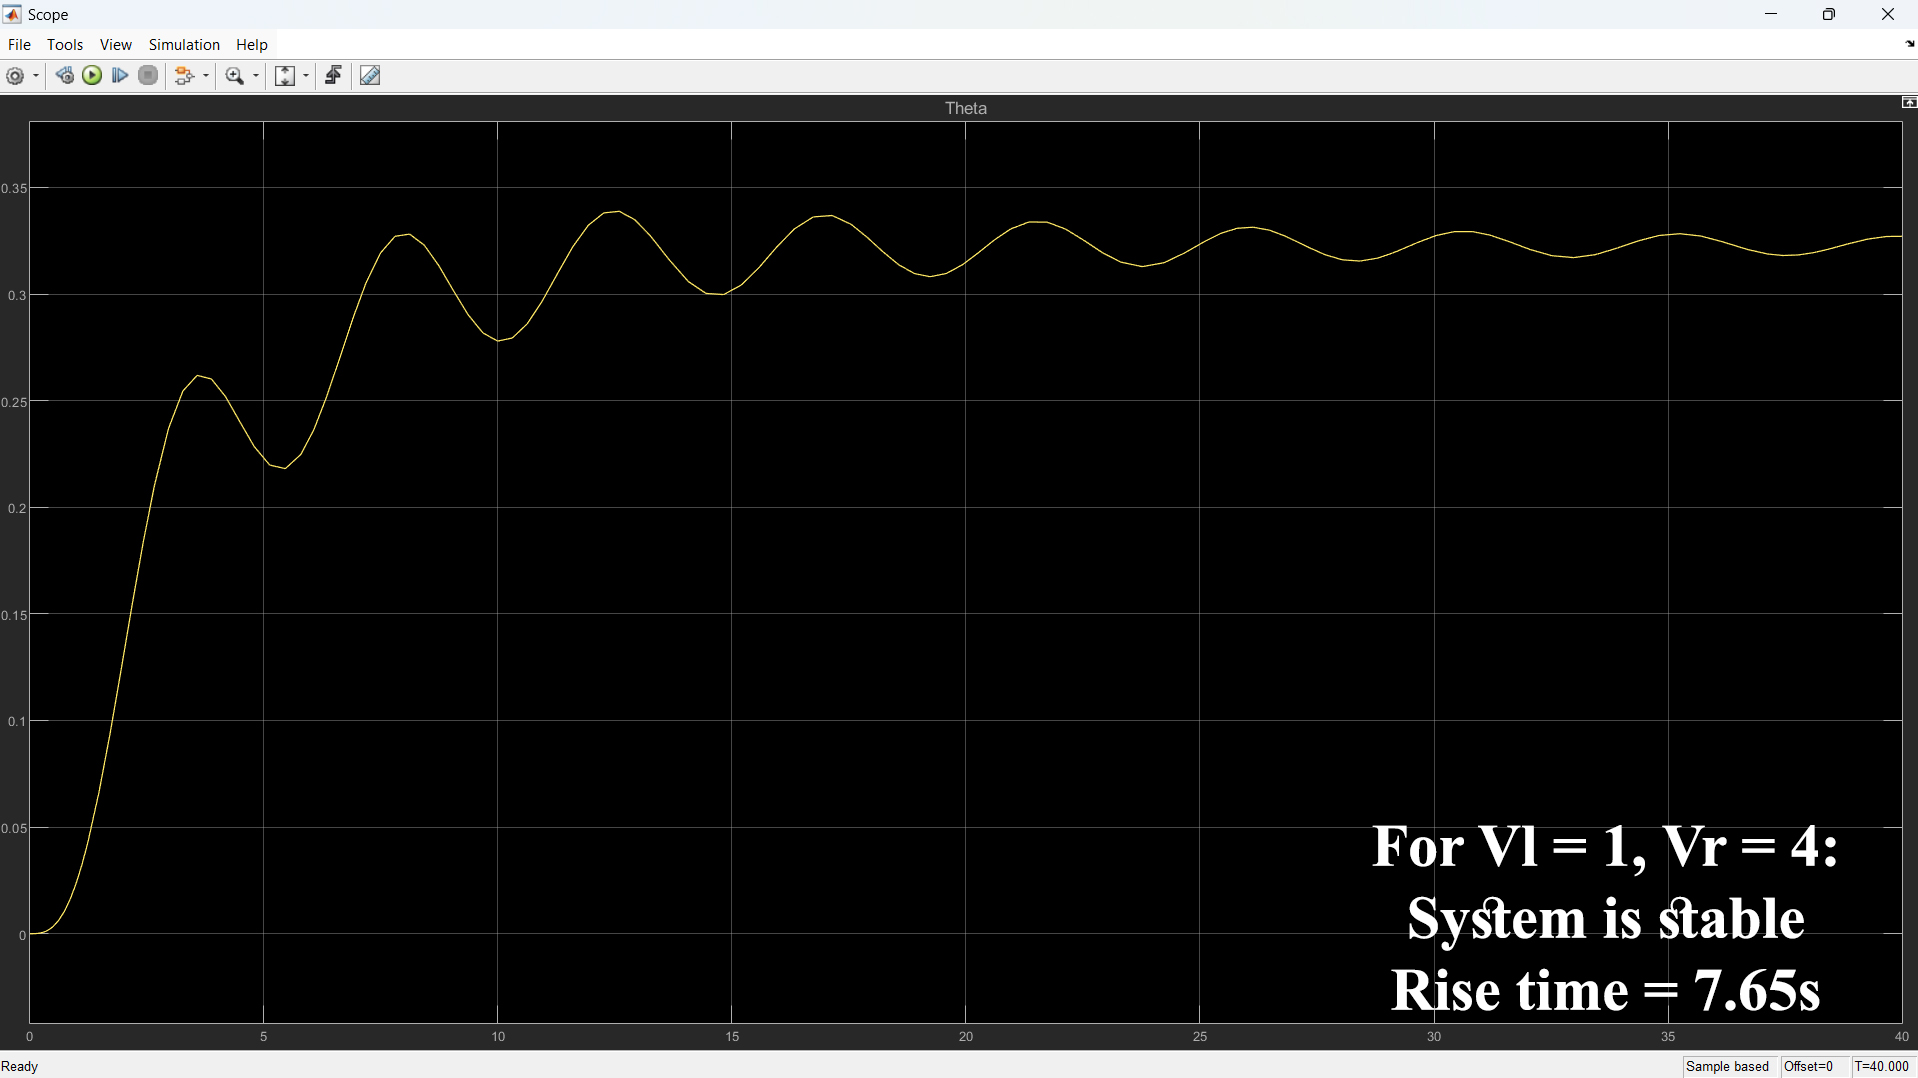 Scope
File Tools View Simulation Help
Theta
0.35
0.3
0.25
0.2
0.15
0.1
0.05
0
0 5 10 15 20 25 30 35 40
For Vl = 1, Vr = 4:
System is stable
Rise time = 7.65s
Ready
Sample based Offset=0 T=40.000